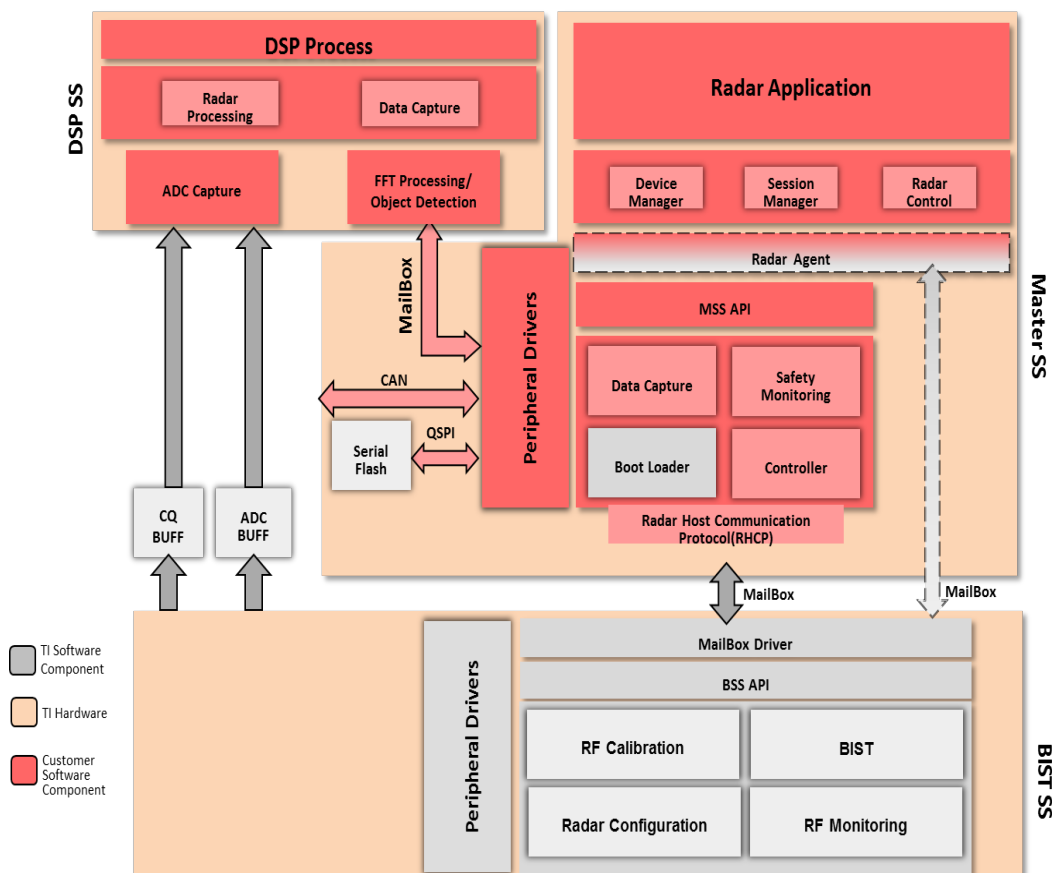 DSP Process
Radar
Processing
Data Capture
DSP SS
ADC Capture
FFT Processing/
Object Detection
Radar Application
Device
Manager
Session
Manager
Radar
Control
Radar Agent
Master SS
MSS API
Peripheral Drivers
Data Capture
Safety
Monitoring
Boot Loader
Controller
Radar Host Communication
Protocol(RHCP)
MailBox
CAN
QSPI
Serial
Flash
CQ
BUFF
ADC
BUFF
MailBox
MailBox
TI Software
Component
TI Hardware
Customer
Software
Component
Peripheral Drivers
MailBox Driver
BSS API
RF Calibration
BIST
Radar Configuration
RF Monitoring
BIST SS